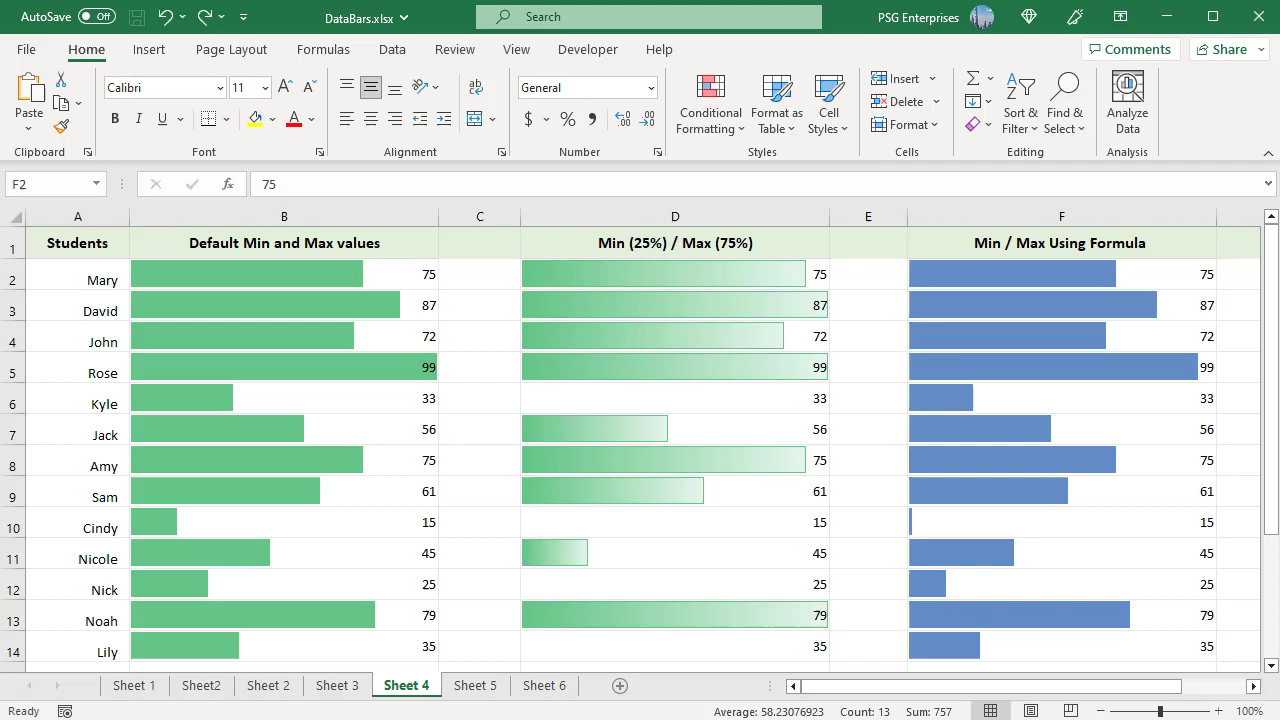 AutoSave Off DataBars.xlsx Search PSG Enterprises
File Home Insert Page Layout Formulas Data Review View Developer Help Comments Share
Paste
Calibri 11
B I U A
ab
General
$ %
Conditional Formatting
Format as Table
Cell Styles
Insert
Delete
Format
Sort & Filter
Find & Select
Analyze Data
Clipboard Font Alignment Number Styles Cells Editing Analysis
F2 fx 75
A B C D E F
1 Students Default Min and Max values Min (25%) / Max (75%) Min / Max Using Formula
2 Mary 75 75 75
3 David 87 87 87
4 John 72 72 72
5 Rose 99 99 99
6 Kyle 33 33 33
7 Jack 56 56 56
8 Amy 75 75 75
9 Sam 61 61 61
10 Cindy 15 15 15
11 Nicole 45 45 45
12 Nick 25 25 25
13 Noah 79 79 79
14 Lily 35 35 35
Sheet 1 Sheet2 Sheet 2 Sheet 3 Sheet 4 Sheet 5 Sheet 6
Ready Average: 58.23076923 Count: 13 Sum: 757 100%